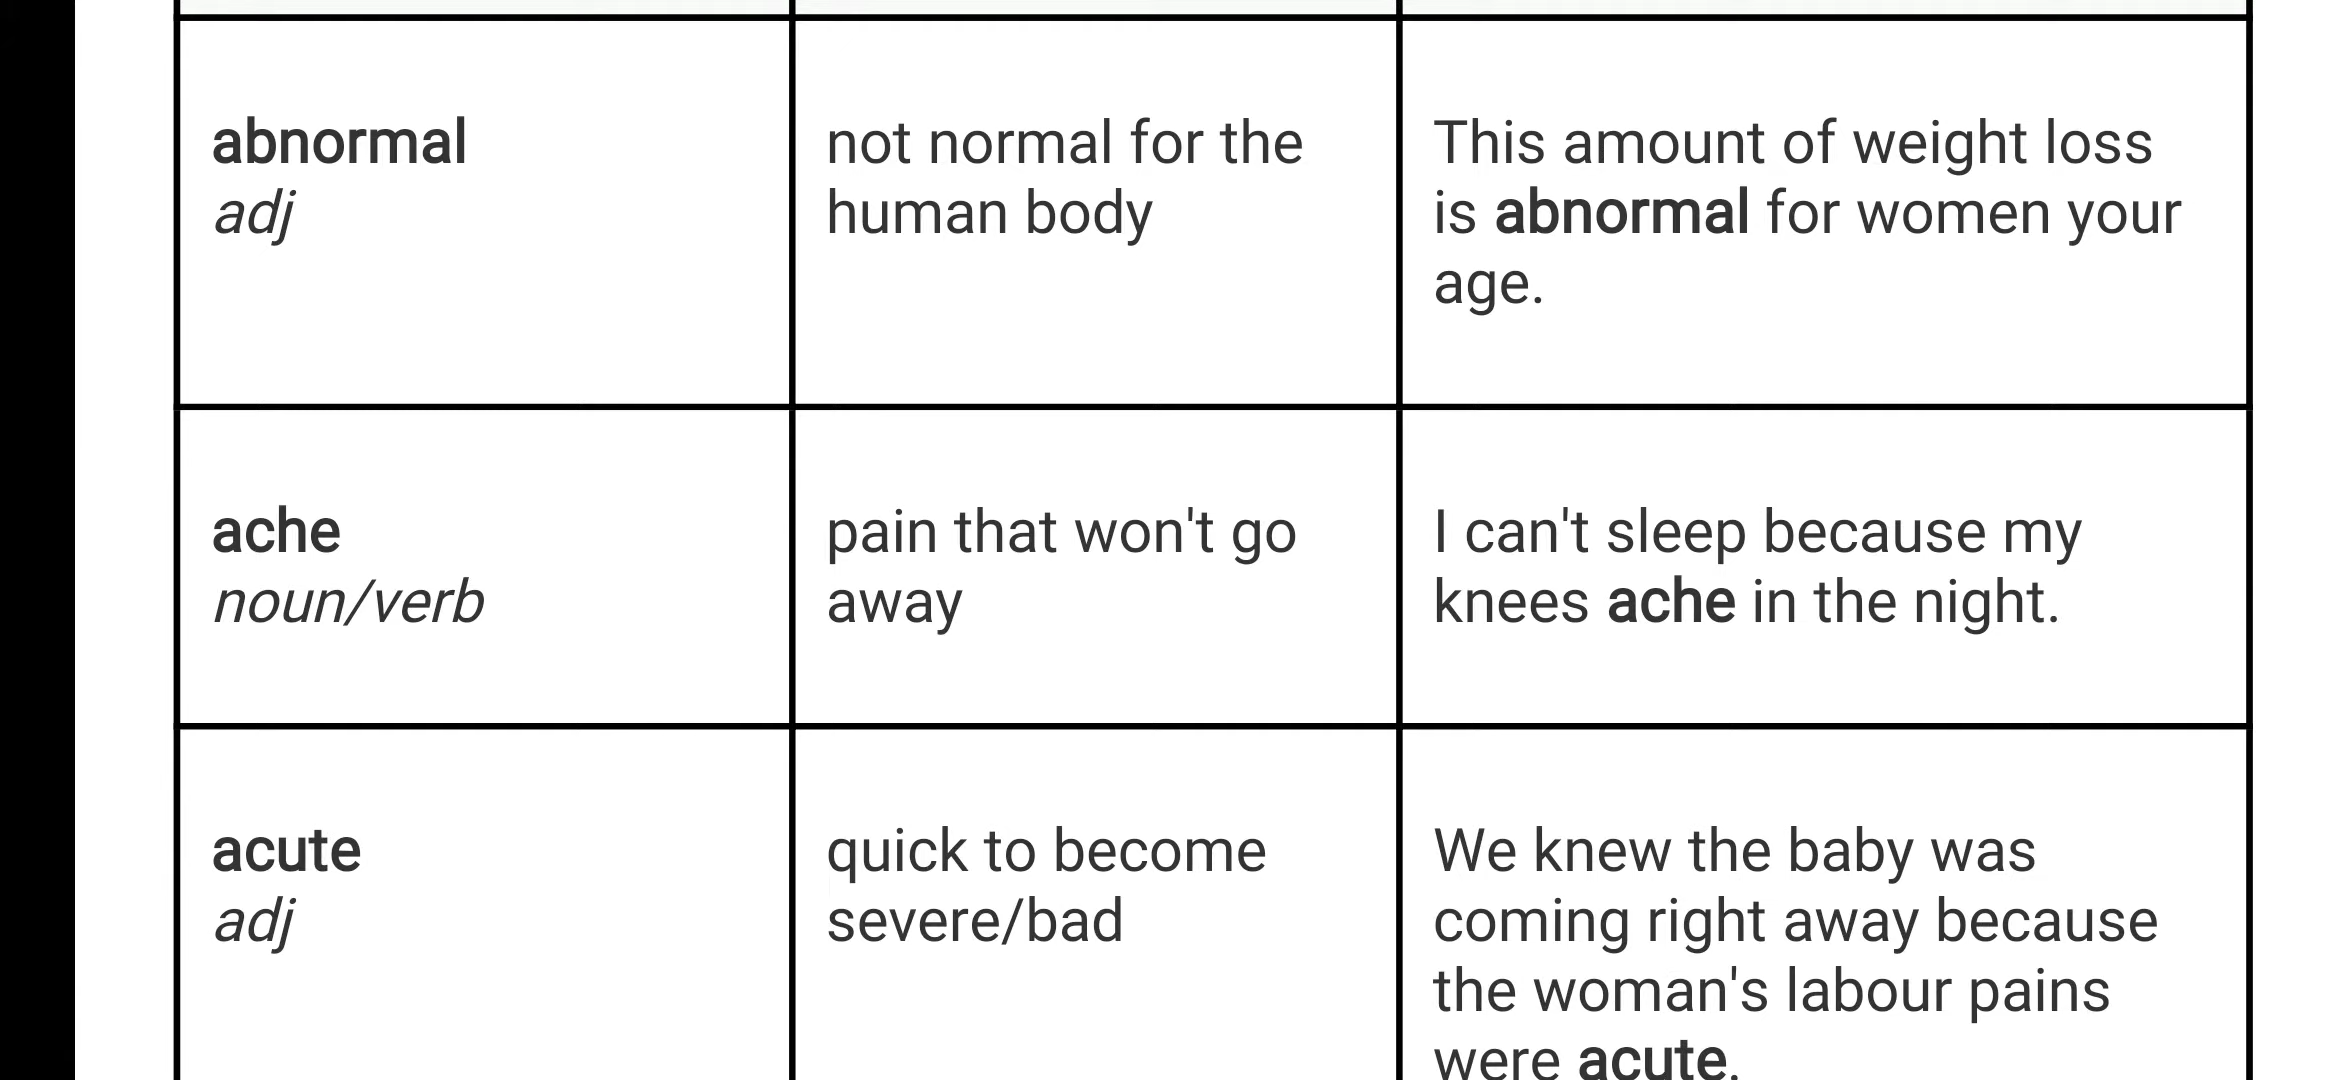 abnormal
adj
not normal for the
human body
This amount of weight loss
is abnormal for women your
age.
ache
noun/verb
pain that won't go
away
I can't sleep because my
knees ache in the night.
acute
adj
quick to become
severe/bad
We knew the baby was
coming right away because
the woman's labour pains
were acute.